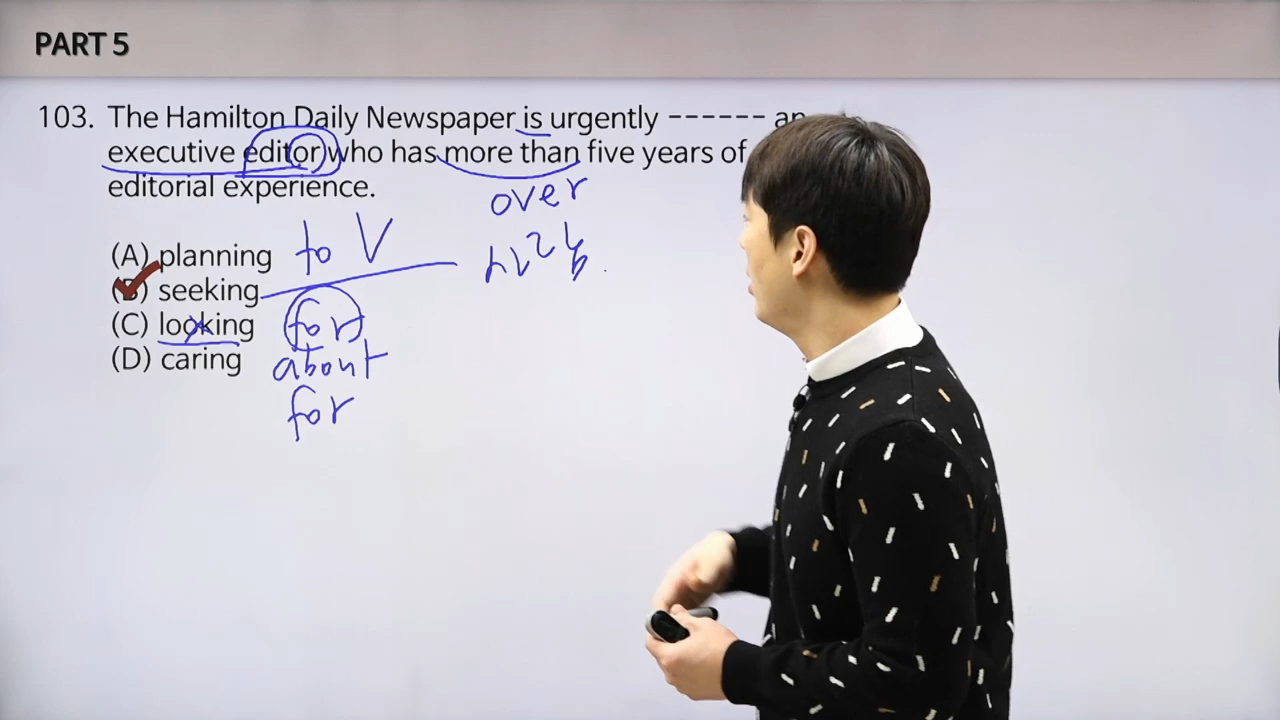 PART 5
103. The Hamilton Daily Newspaper is urgently ------ an
executive editor who has more than five years of
editorial experience.
over
(A) planning to V
(B) seeking
(C) looking for
(D) caring about
for